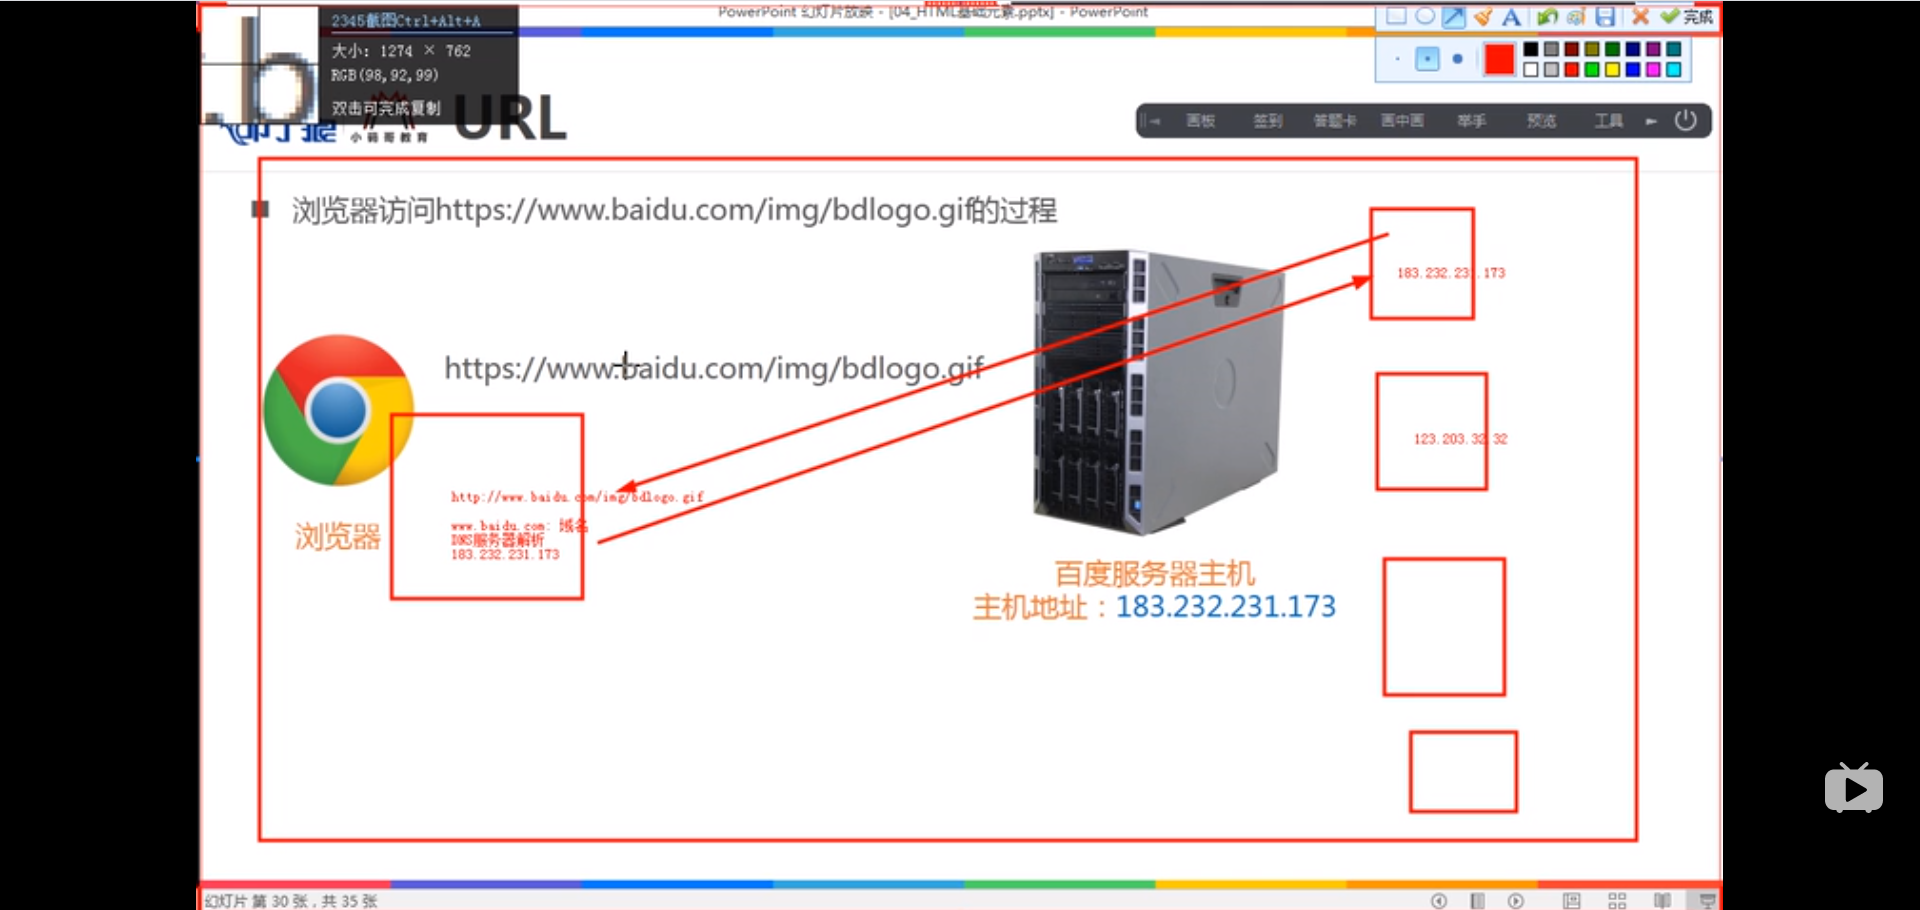 PowerPoint 幻灯片放映 - [04_HTML基础元素.pptx] - PowerPoint
完成
2345截图Ctrl+Alt+A
大小: 1274 × 762
RGB(98,92,99)
双击可完成复制
小码哥教育
URL
画板 签到 答题卡 画中画 举手 预览 工具
浏览器访问https://www.baidu.com/img/bdlogo.gif的过程
183.232.231.173
https://www.baidu.com/img/bdlogo.gif
123.203.32.32
http://www.baidu.com/img/bdlogo.gif
www.baidu.com: 域名
DNS服务器解析
183.232.231.173
浏览器
百度服务器主机
主机地址：183.232.231.173
幻灯片 第 30 张，共 35 张